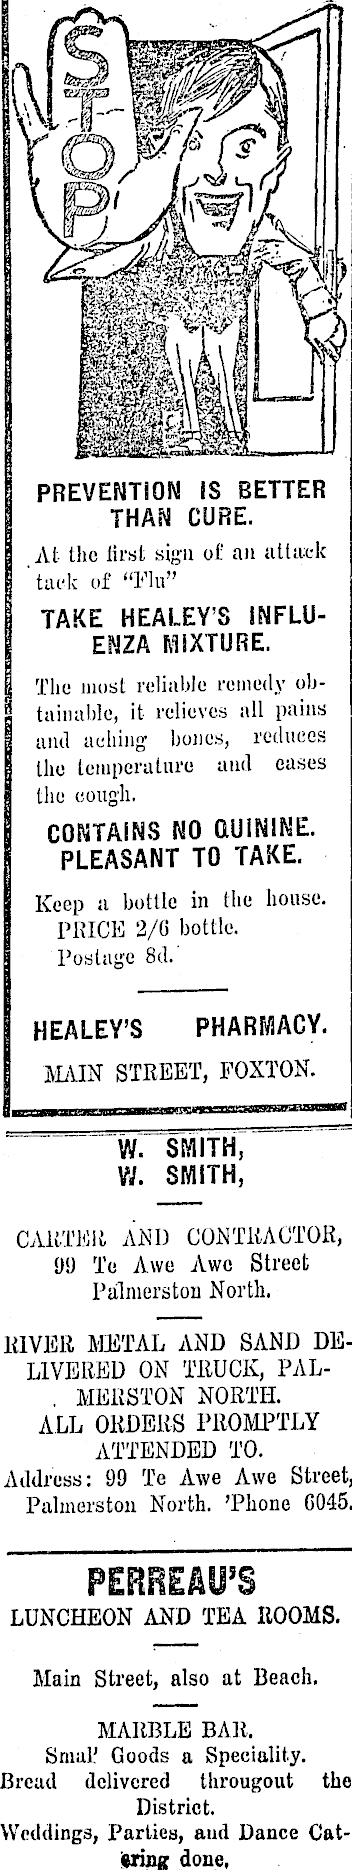 STOP
PREVENTION IS BETTER
THAN CURE.
At the first sign of an attack
tack of "Flu"
TAKE HEALEY'S INFLU-
ENZA MIXTURE.
The most reliable remedy ob-
tainable, it relieves all pains
and aching bones, reduces
the temperature and eases
the cough.
CONTAINS NO QUININE.
PLEASANT TO TAKE.
Keep a bottle in the house.
PRICE 2/6 bottle.
Postage 8d.
HEALEY'S PHARMACY.
MAIN STREET, FOXTON.
W. SMITH,
W. SMITH,
CARTER AND CONTRACTOR,
99 Te Awe Awe Street
Palmerston North.
RIVER METAL AND SAND DE-
LIVERED ON TRUCK, PAL-
MERSTON NORTH.
ALL ORDERS PROMPTLY
ATTENDED TO.
Address: 99 Te Awe Awe Street,
Palmerston North. 'Phone 6045.
PERREAU'S
LUNCHEON AND TEA ROOMS.
Main Street, also at Beach.
MARBLE BAR.
Small Goods a Speciality.
Bread delivered througout the
District.
Weddings, Parties, and Dance Cat-
ering done,